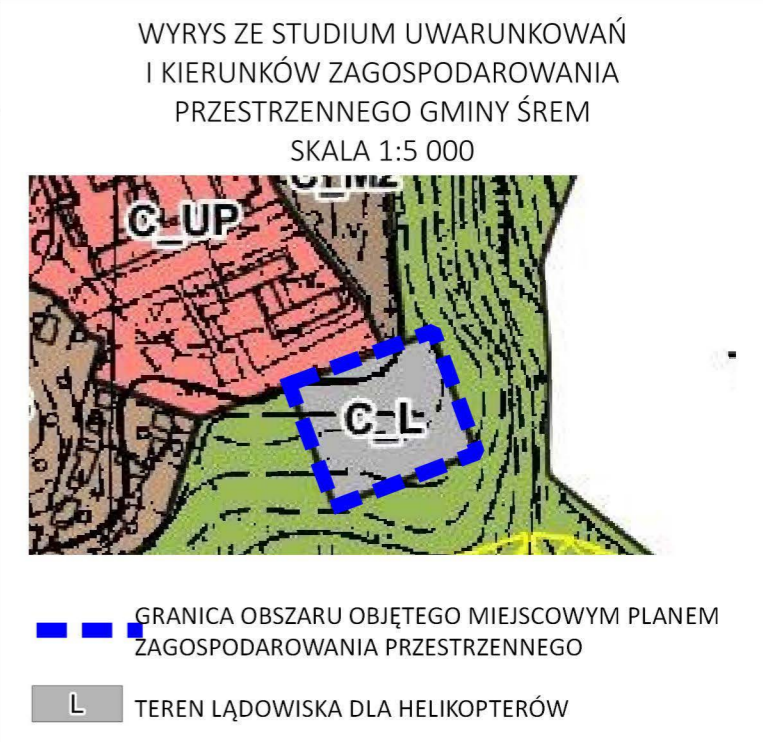 WYRYS ZE STUDIUM UWARUNKOWAŃ
I KIERUNKÓW ZAGOSPODAROWANIA
PRZESTRZENNEGO GMINY ŚREM
SKALA 1:5 000
C_UP
C_L
GRANICA OBSZARU OBJĘTEGO MIEJSCOWYM PLANEM
ZAGOSPODAROWANIA PRZESTRZENNEGO
L TEREN LĄDOWISKA DLA HELIKOPTERÓW